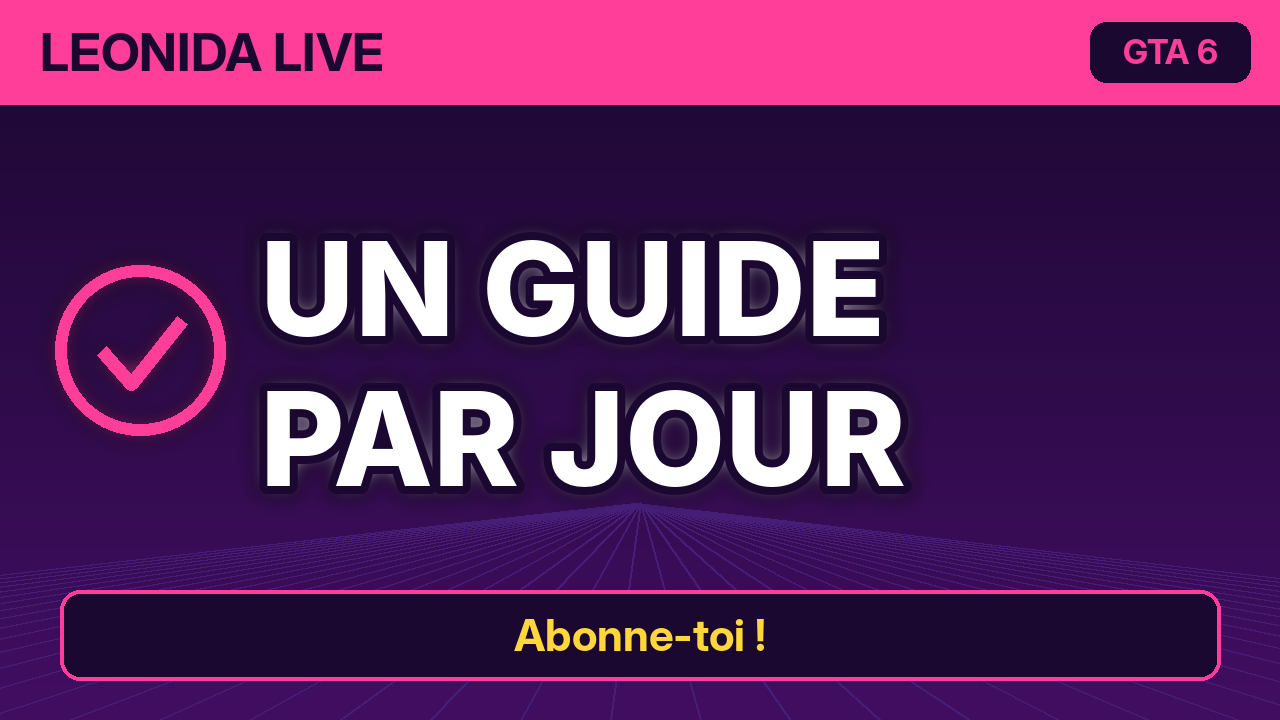 LEONIDA LIVE
GTA 6
UN GUIDE
PAR JOUR
Abonne-toi !